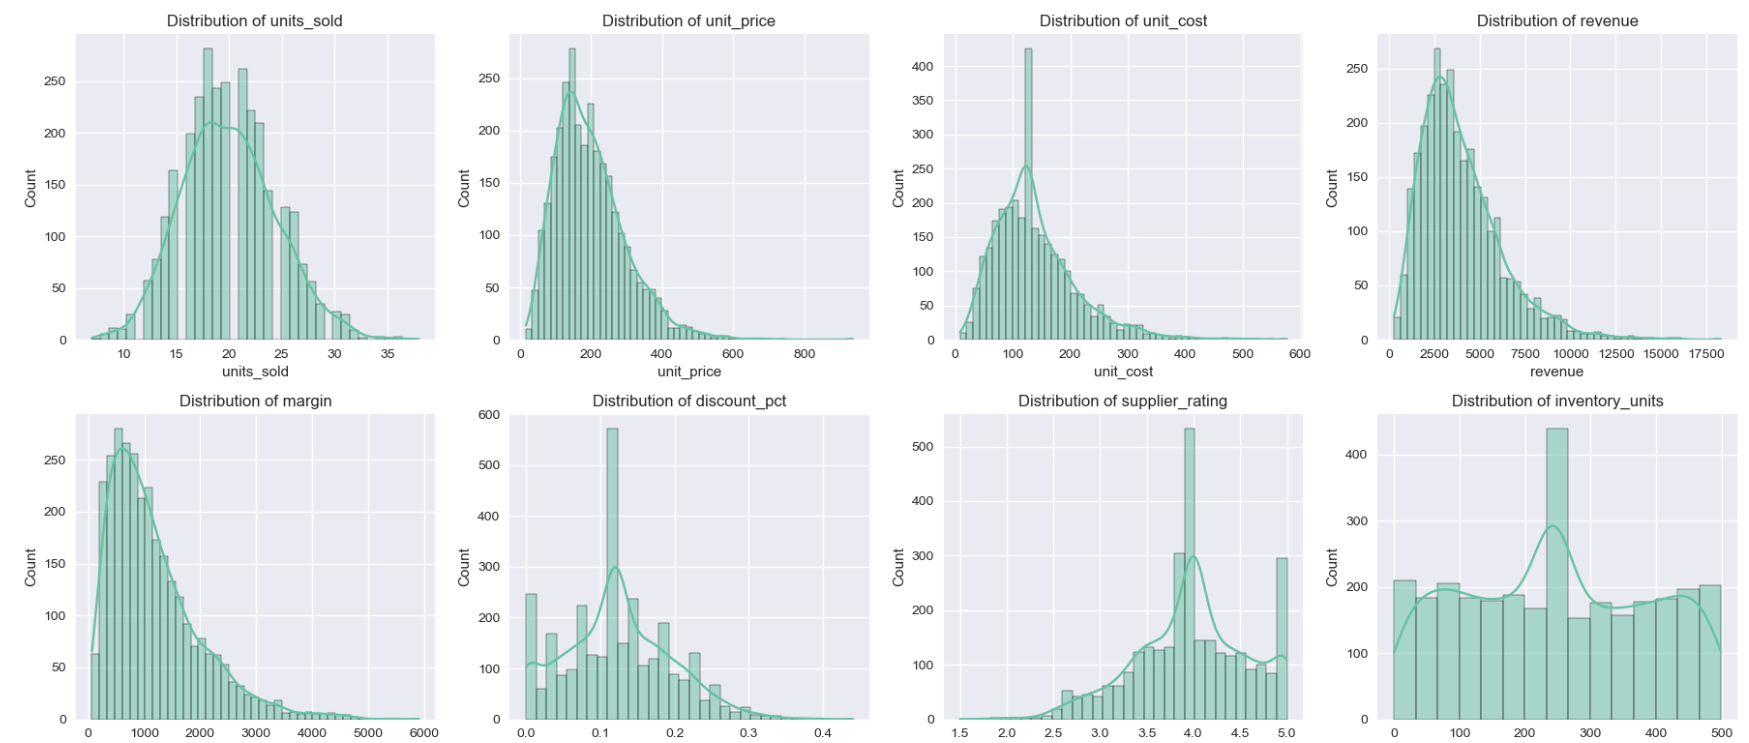 Distribution of units_sold
Distribution of unit_price
Distribution of unit_cost
Distribution of revenue
Count
250
200
150
100
50
0
10 15 20 25 30 35
units_sold
Count
250
200
150
100
50
0
0 200 400 600 800
unit_price
Count
400
350
300
250
200
150
100
50
0
0 100 200 300 400 500 600
unit_cost
Count
250
200
150
100
50
0
0 2500 5000 7500 10000 12500 15000 17500
revenue
Distribution of margin
Distribution of discount_pct
Distribution of supplier_rating
Distribution of inventory_units
Count
250
200
150
100
50
0
0 1000 2000 3000 4000 5000 6000
Count
600
500
400
300
200
100
0
0.0 0.1 0.2 0.3 0.4
Count
500
400
300
200
100
0
1.5 2.0 2.5 3.0 3.5 4.0 4.5 5.0
Count
400
300
200
100
0
0 100 200 300 400 500